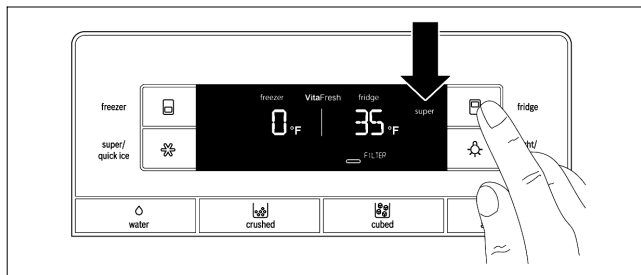 freezer VitaFresh fridge
super
freezer
0 °F 35 °F
fridge
super/
quick ice
FILTER
water
crushed
cubed